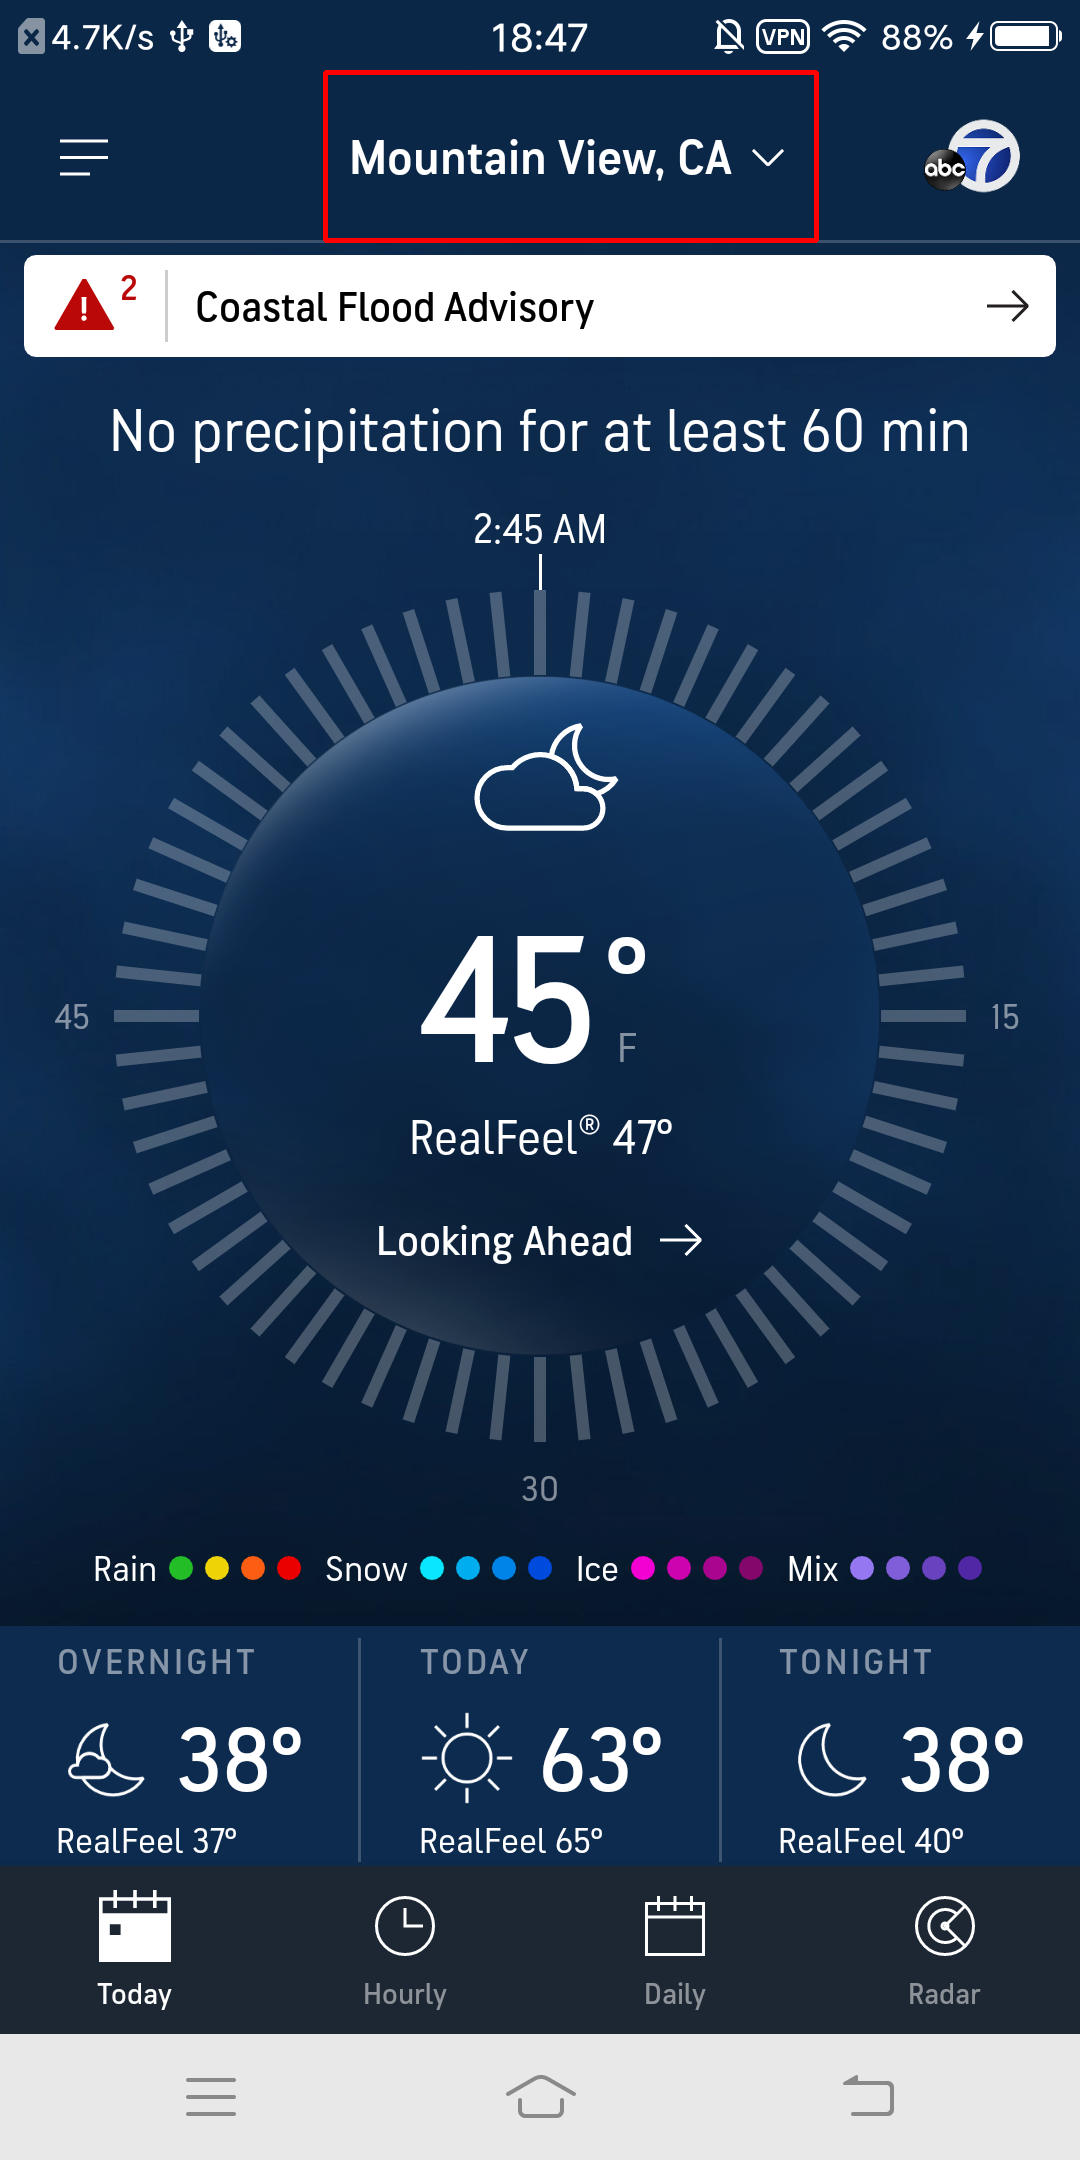 4.7K/s 18:47 VPN 88%
Mountain View, CA
abc 7
2 Coastal Flood Advisory
No precipitation for at least 60 min
2:45 AM
45°
F
45 15
RealFeel® 47°
Looking Ahead
30
Rain Snow Ice Mix
OVERNIGHT TODAY TONIGHT
38° 63° 38°
RealFeel 37° RealFeel 65° RealFeel 40°
Today Hourly Daily Radar